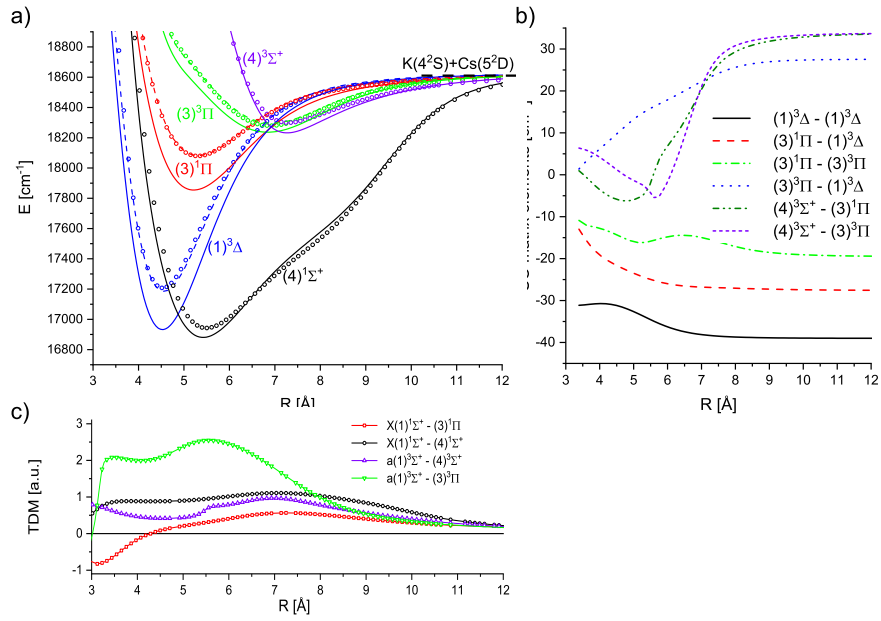 a)
18800
18600
18400
18200
18000
17800
17600
17400
17200
17000
16800
E [cm⁻¹]
3 4 5 6 7 8 9 10 11 12
R [Å]
(4)³Σ⁺
K(4²S)+Cs(5²D)
(3)³Π
(3)¹Π
(1)³Δ
(4)¹Σ⁺
b)
30
20
10
0
-10
-20
-30
-40
3 4 5 6 7 8 9 10 11 12
R [Å]
(1)³Δ - (1)³Δ
(3)¹Π - (1)³Δ
(3)¹Π - (3)³Π
(3)³Π - (1)³Δ
(4)³Σ⁺ - (3)¹Π
(4)³Σ⁺ - (3)³Π
c)
3
2
1
0
-1
TDM [a.u.]
3 4 5 6 7 8 9 10 11 12
R [Å]
X(1)¹Σ⁺ - (3)¹Π
X(1)¹Σ⁺ - (4)¹Σ⁺
a(1)³Σ⁺ - (4)³Σ⁺
a(1)³Σ⁺ - (3)³Π